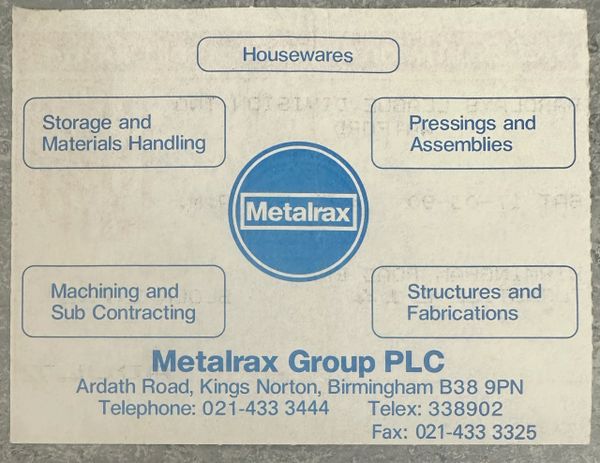 Housewares
Storage and
Materials Handling
Pressings and
Assemblies
Metalrax
Machining and
Sub Contracting
Structures and
Fabrications
Metalrax Group PLC
Ardath Road, Kings Norton, Birmingham B38 9PN
Telephone: 021-433 3444 Telex: 338902
Fax: 021-433 3325